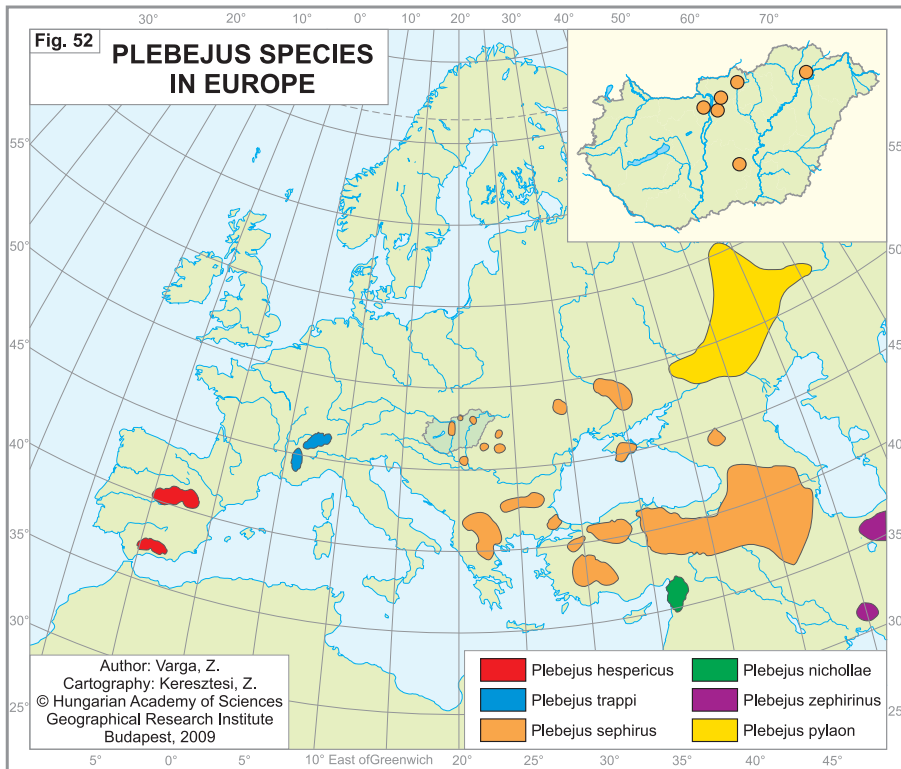 30° 20° 10° 0° 10° 20° 30° 40° 50° 60° 70°
Fig. 52
PLEBEJUS SPECIES
IN EUROPE
55°
50°
45°
40°
35°
30°
25°
55
50°
45
40°
35°
30°
25°
Author: Varga, Z.
Cartography: Keresztesi, Z.
© Hungarian Academy of Sciences
Geographical Research Institute
Budapest, 2009
Plebejus hespericus
Plebejus trappi
Plebejus sephirus
Plebejus nichollae
Plebejus zephirinus
Plebejus pylaon
5° 0° 5° 10° East ofGreenwich 20° 25° 30° 35° 40° 45°